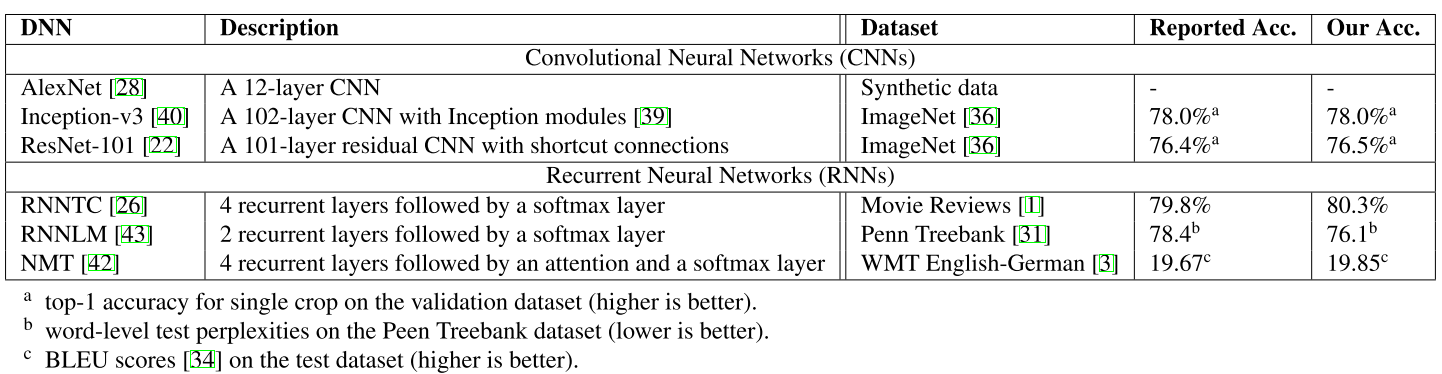 DNN Description Dataset Reported Acc. Our Acc.
Convolutional Neural Networks (CNNs)
AlexNet [28] A 12-layer CNN Synthetic data - -
Inception-v3 [40] A 102-layer CNN with Inception modules [39] ImageNet [36] 78.0%a 78.0%a
ResNet-101 [22] A 101-layer residual CNN with shortcut connections ImageNet [36] 76.4%a 76.5%a
Recurrent Neural Networks (RNNs)
RNNTC [26] 4 recurrent layers followed by a softmax layer Movie Reviews [1] 79.8% 80.3%
RNNLM [43] 2 recurrent layers followed by a softmax layer Penn Treebank [31] 78.4b 76.1b
NMT [42] 4 recurrent layers followed by an attention and a softmax layer WMT English-German [3] 19.67c 19.85c
a top-1 accuracy for single crop on the validation dataset (higher is better).
b word-level test perplexities on the Peen Treebank dataset (lower is better).
c BLEU scores [34] on the test dataset (higher is better).